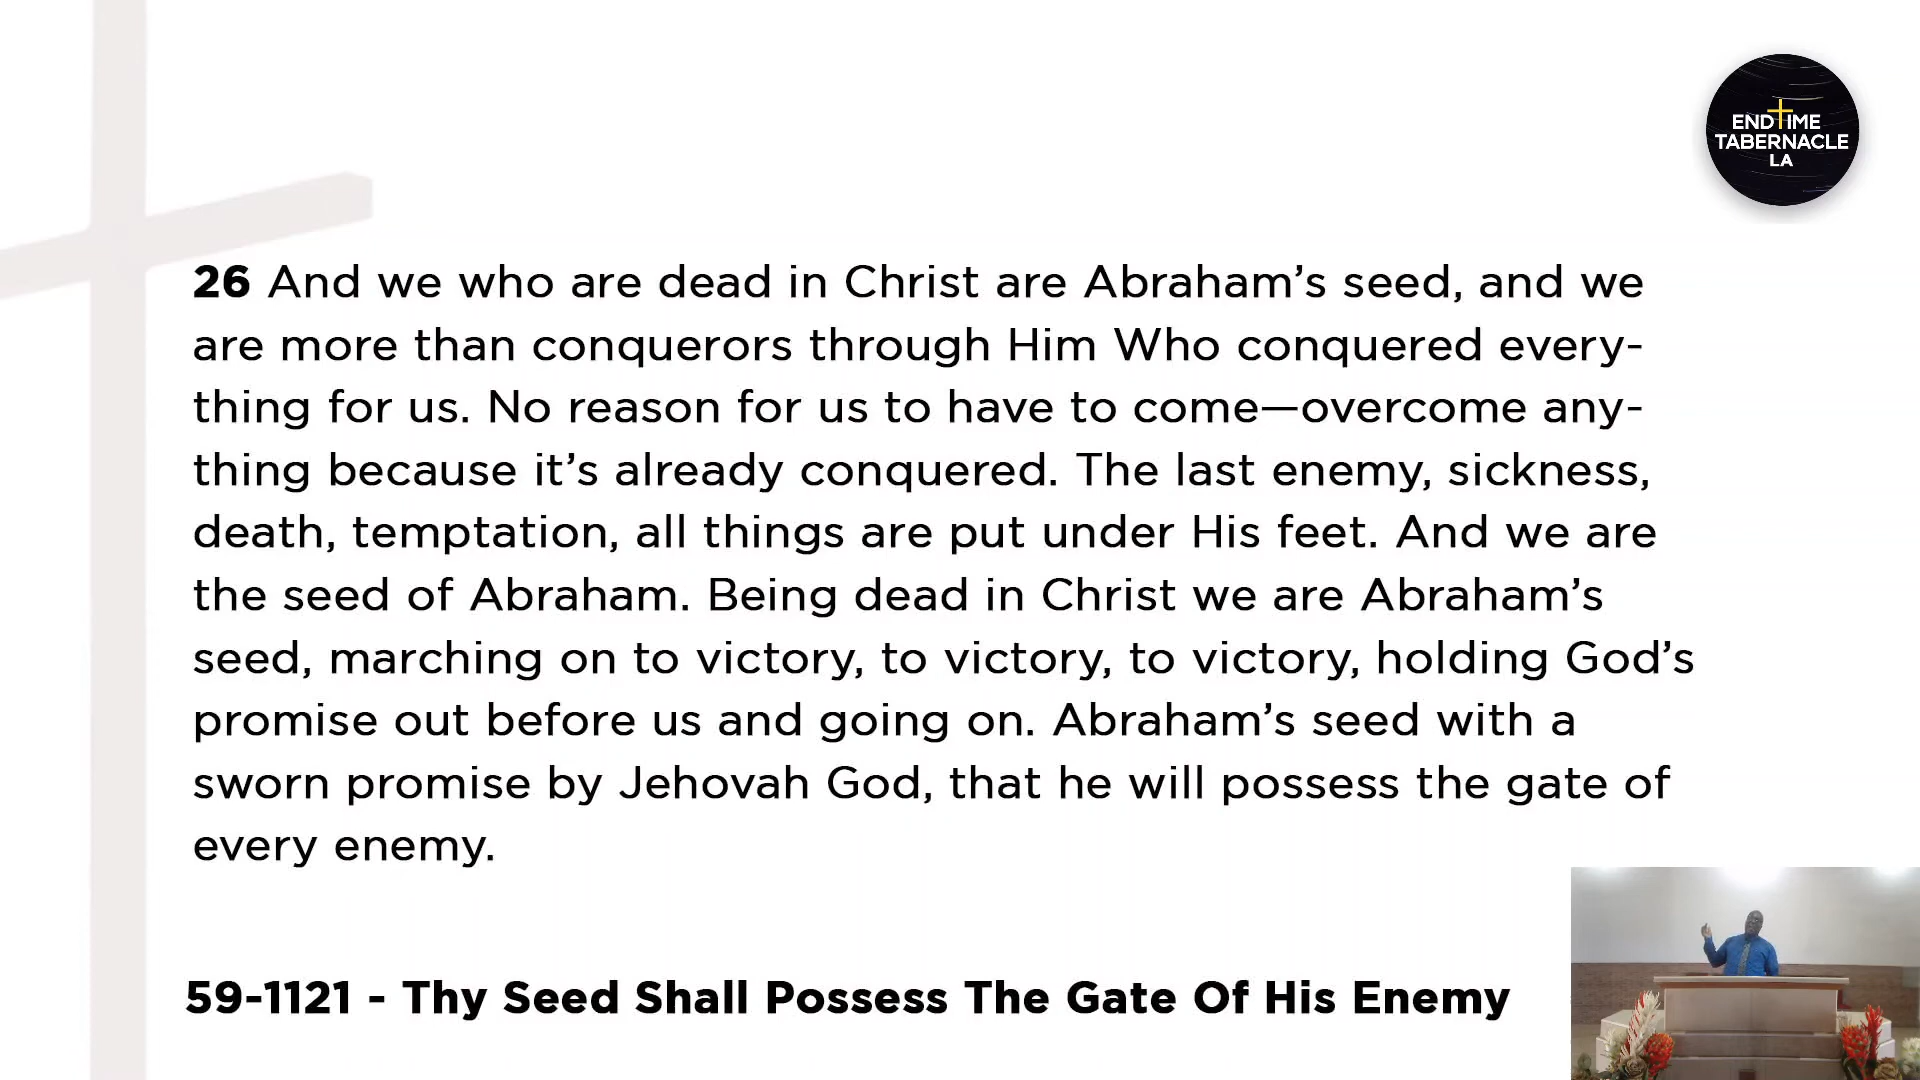 END TIME
TABERNACLE
LA
26 And we who are dead in Christ are Abraham’s seed, and we
are more than conquerors through Him Who conquered every-
thing for us. No reason for us to have to come—overcome any-
thing because it’s already conquered. The last enemy, sickness,
death, temptation, all things are put under His feet. And we are
the seed of Abraham. Being dead in Christ we are Abraham’s
seed, marching on to victory, to victory, to victory, holding God’s
promise out before us and going on. Abraham’s seed with a
sworn promise by Jehovah God, that he will possess the gate of
every enemy.
59-1121 - Thy Seed Shall Possess The Gate Of His Enemy